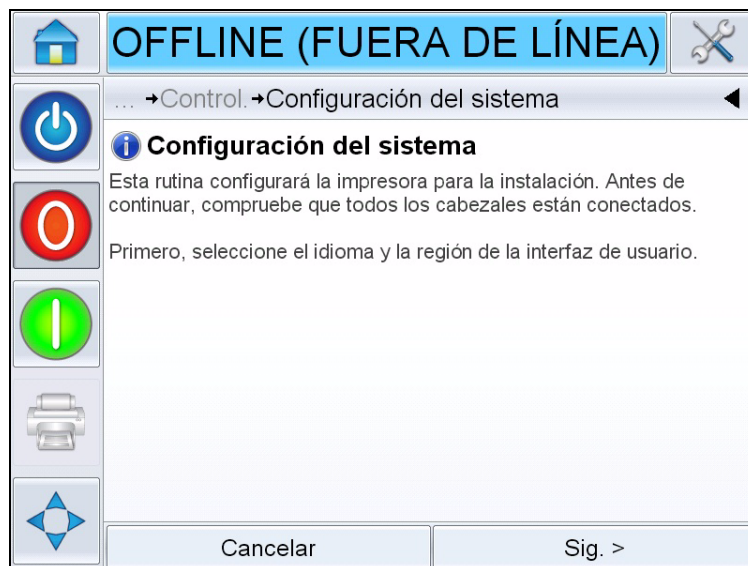 OFFLINE (FUERA DE LÍNEA)
... →Control.→Configuración del sistema
Configuración del sistema
Esta rutina configurará la impresora para la instalación. Antes de
continuar, compruebe que todos los cabezales están conectados.
Primero, seleccione el idioma y la región de la interfaz de usuario.
Cancelar
Sig. >